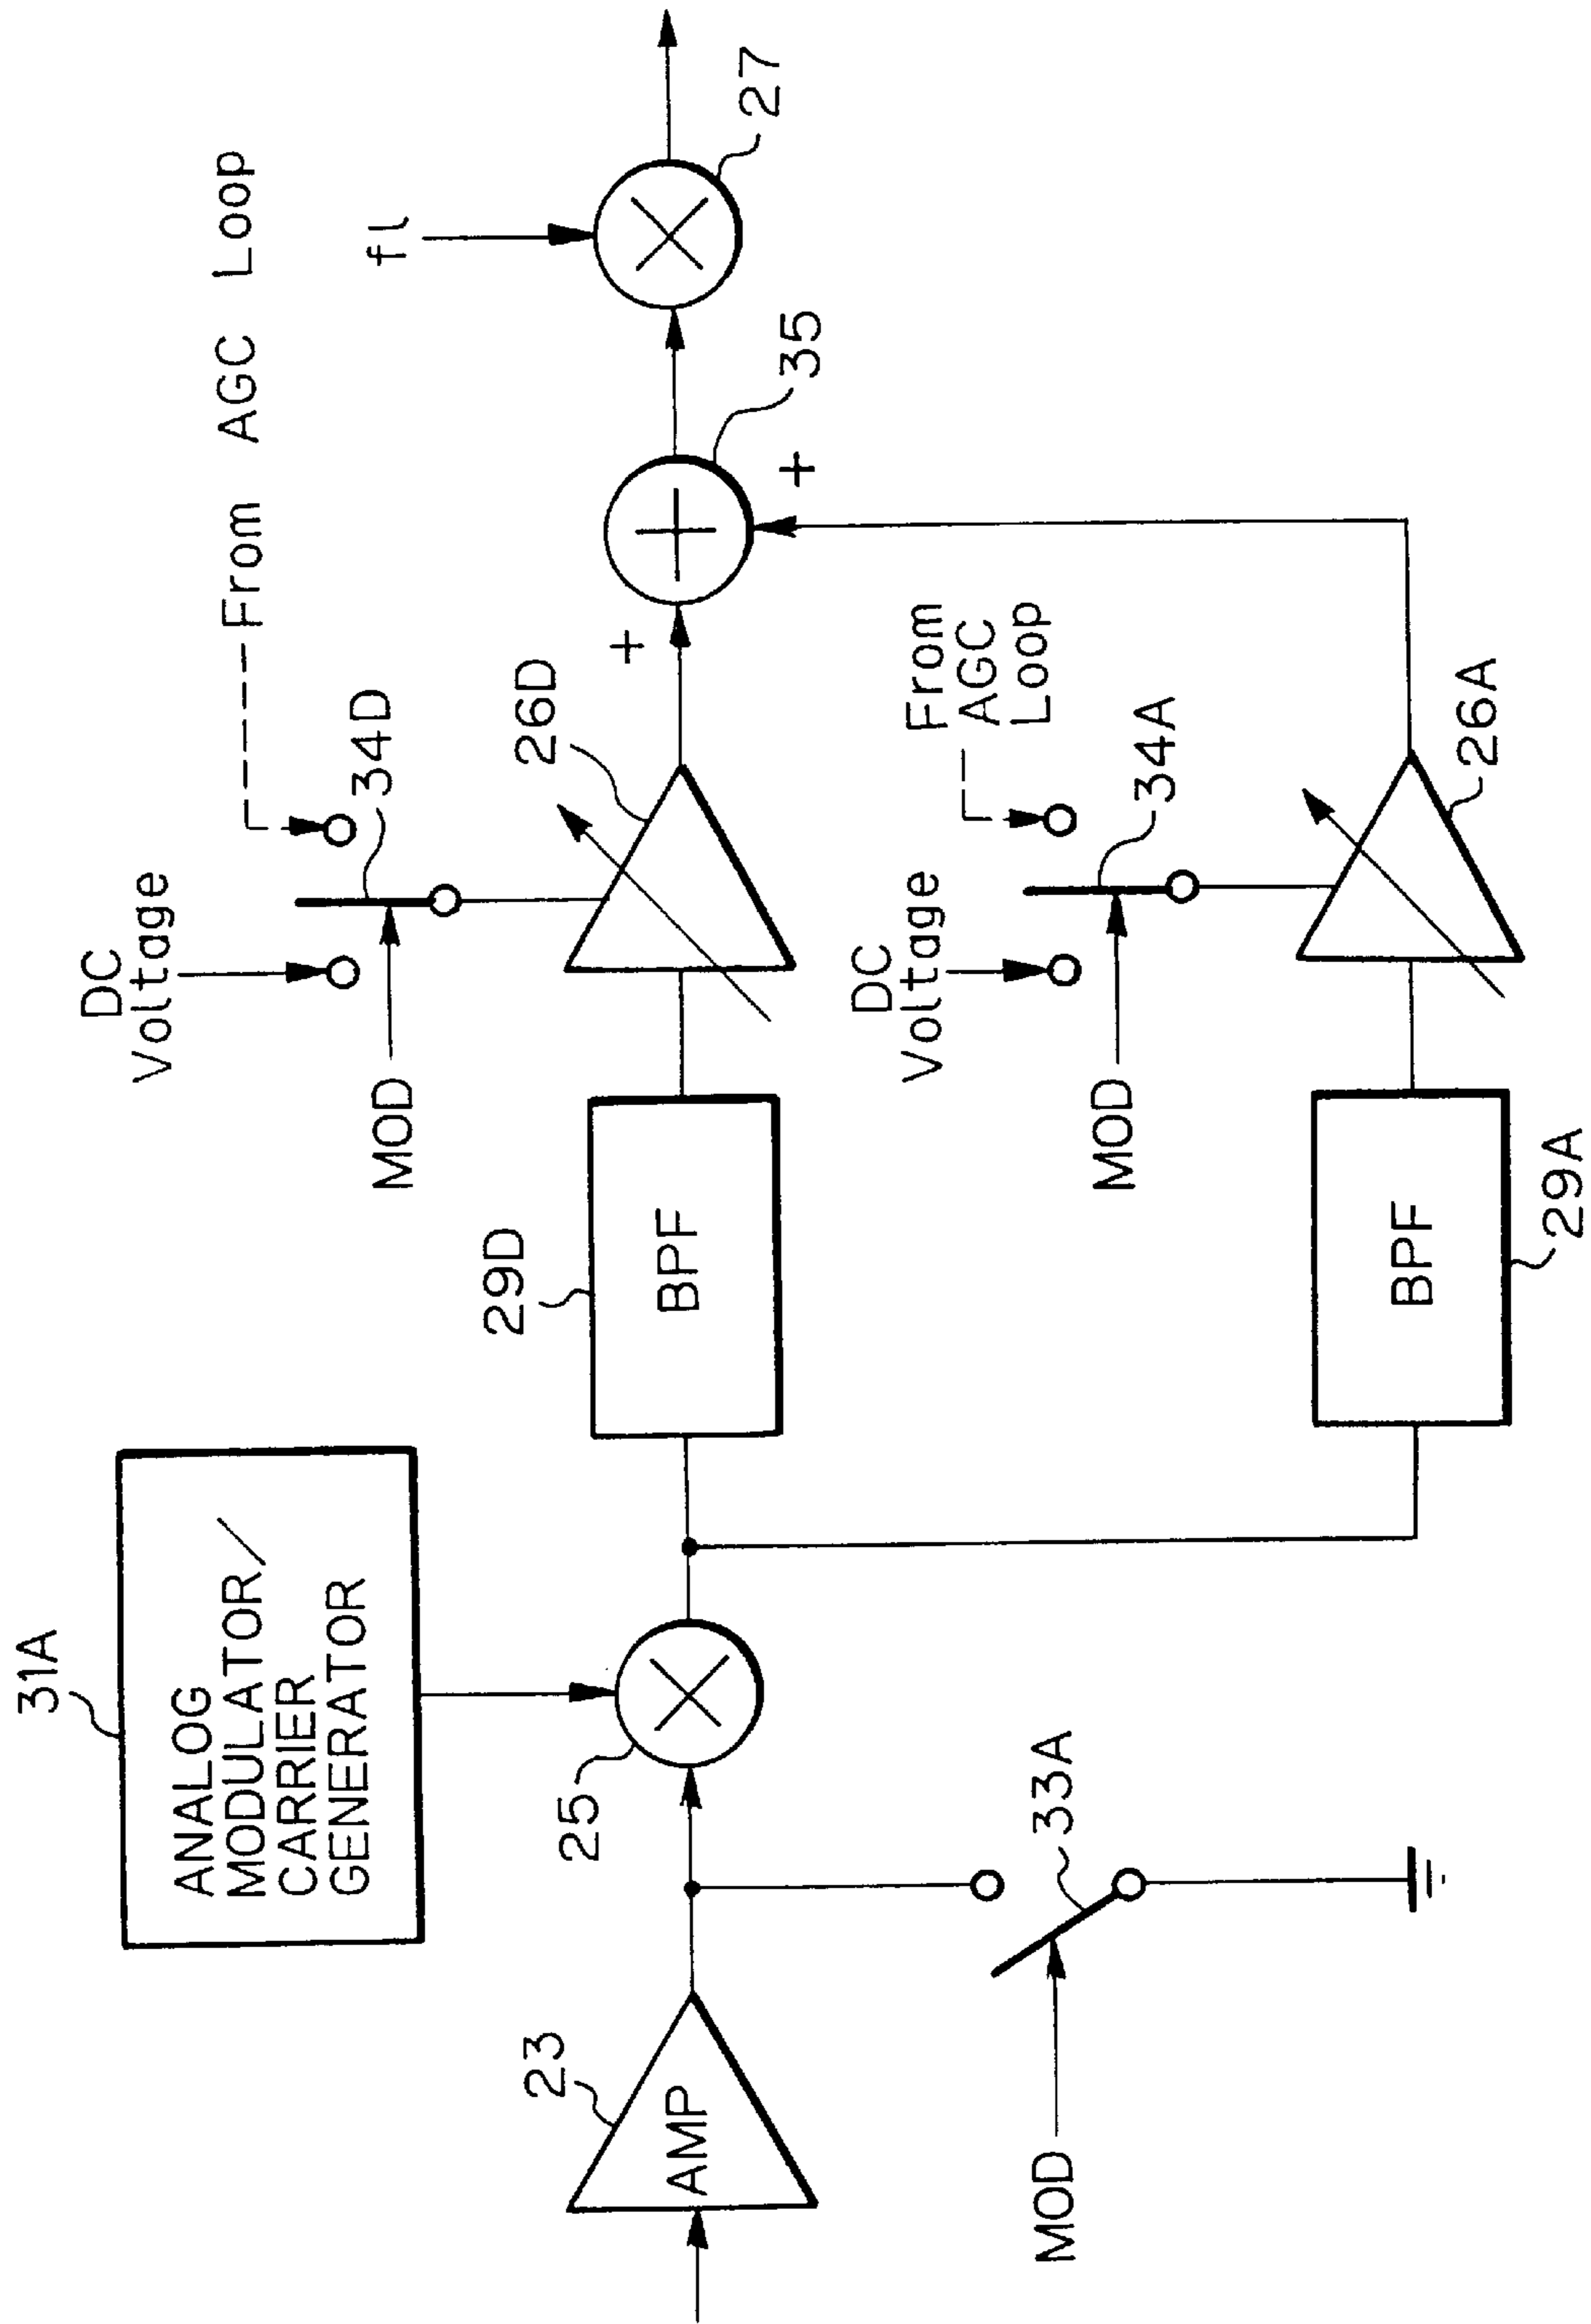 31A
ANALOG
MODULATOR/
CARRIER
GENERATOR
DC
Voltage
MOD
34D
From AGC Loop
fl
23
AMP
25
29D
BPF
26D
+
35
+
27
MOD
33A
DC
Voltage
MOD
34A
From
AGC
Loop
BPF
29A
26A